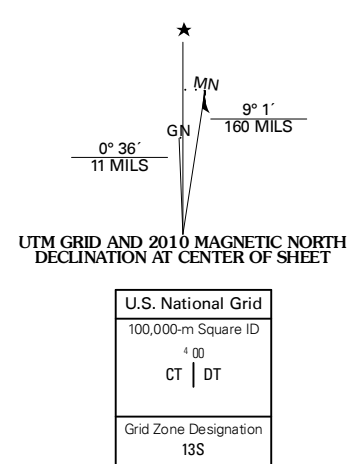 MN
GN
9° 1´
160 MILS
0° 36´
11 MILS
UTM GRID AND 2010 MAGNETIC NORTH
DECLINATION AT CENTER OF SHEET
U.S. National Grid
100,000-m Square ID
4 00
CT | DT
Grid Zone Designation
13S